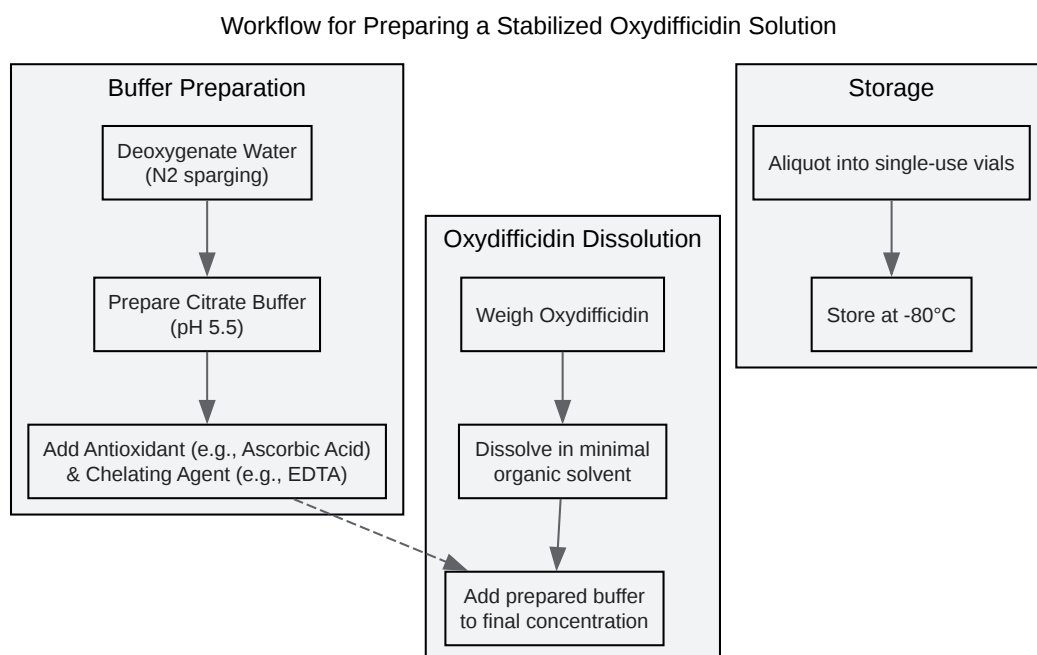 Workflow for Preparing a Stabilized Oxydifficidin Solution
Buffer Preparation
Deoxygenate Water
(N2 sparging)
Prepare Citrate Buffer
(pH 5.5)
Add Antioxidant (e.g., Ascorbic Acid)
& Chelating Agent (e.g., EDTA)
Oxydifficidin Dissolution
Weigh Oxydifficidin
Dissolve in minimal
organic solvent
Add prepared buffer
to final concentration
Storage
Aliquot into single-use vials
Store at -80°C